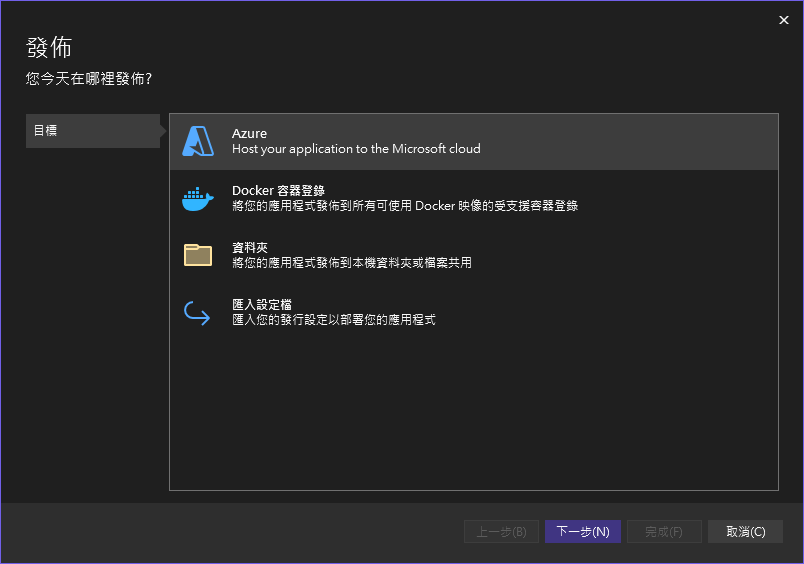 發佈
您今天在哪裡發佈?
目標
Azure
Host your application to the Microsoft cloud
Docker 容器登錄
將您的應用程式發佈到所有可使用 Docker 映像的受支援容器登錄
資料夾
將您的應用程式發佈到本機資料夾或檔案共用
匯入設定檔
匯入您的發行設定以部署您的應用程式
上一步(B)
下一步(N)
完成(F)
取消(C)